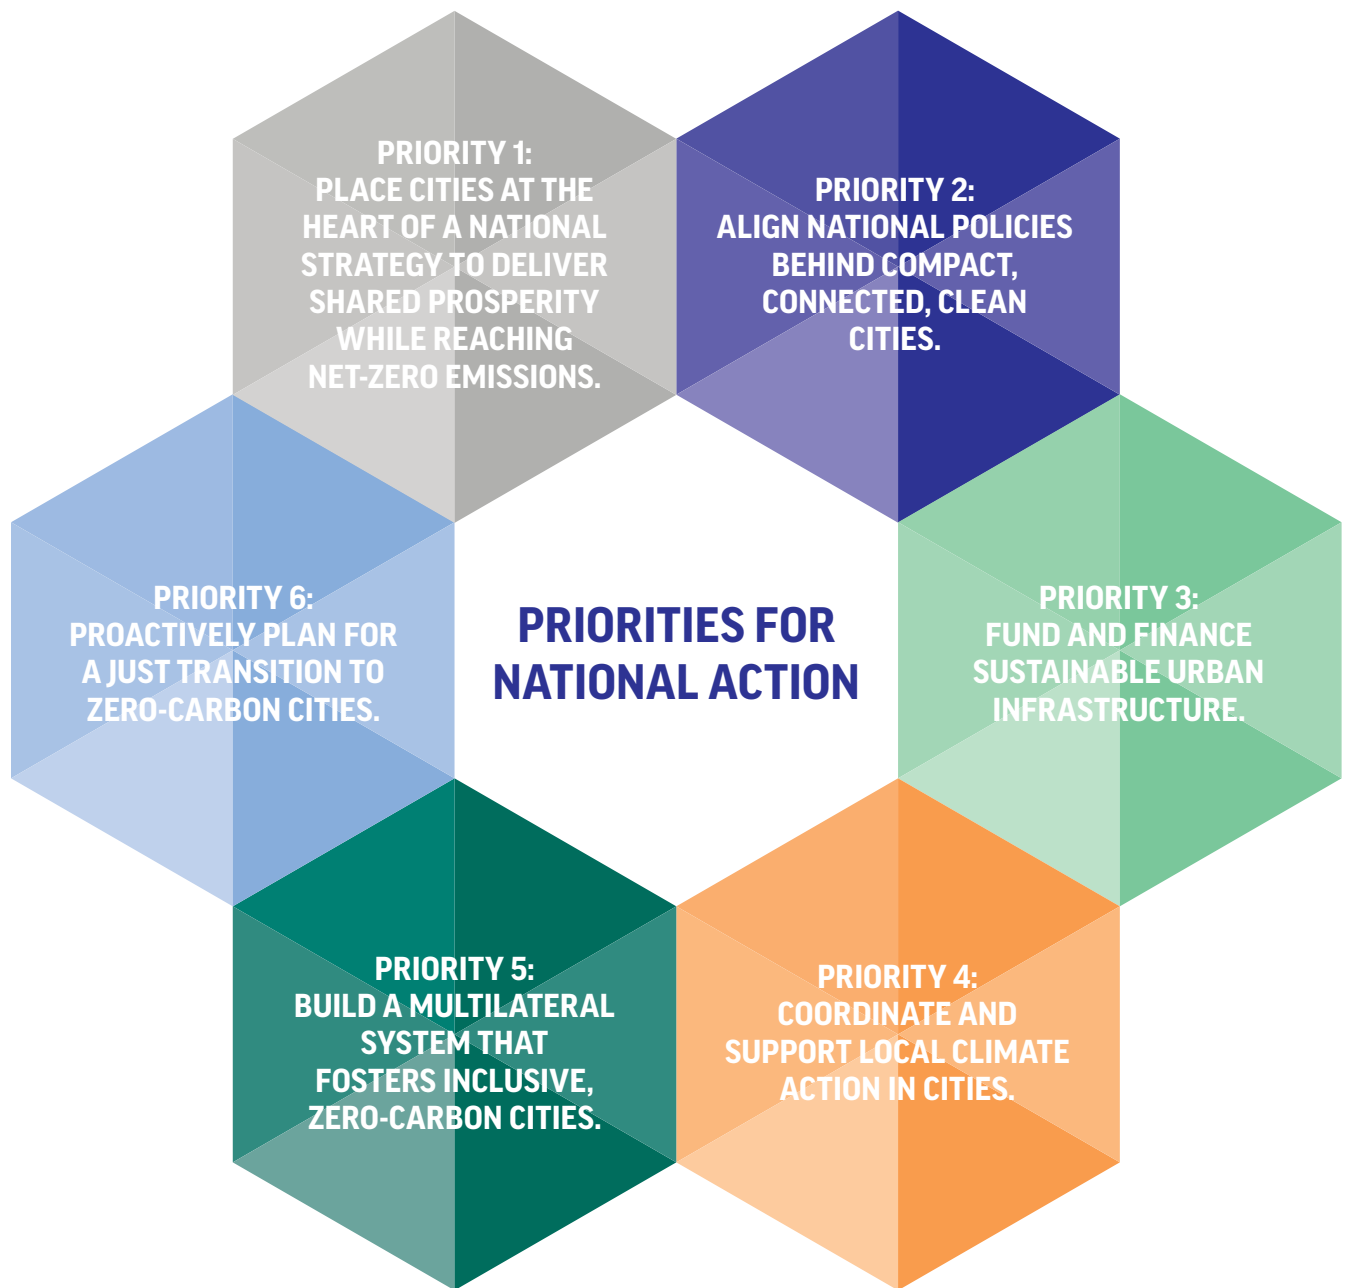 PRIORITY 1:
PLACE CITIES AT THE
HEART OF A NATIONAL
STRATEGY TO DELIVER
SHARED PROSPERITY
WHILE REACHING
NET-ZERO EMISSIONS.
PRIORITY 2:
ALIGN NATIONAL POLICIES
BEHIND COMPACT,
CONNECTED, CLEAN
CITIES.
PRIORITY 6:
PROACTIVELY PLAN FOR
A JUST TRANSITION TO
ZERO-CARBON CITIES.
PRIORITIES FOR
NATIONAL ACTION
PRIORITY 3:
FUND AND FINANCE
SUSTAINABLE URBAN
INFRASTRUCTURE.
PRIORITY 5:
BUILD A MULTILATERAL
SYSTEM THAT
FOSTERS INCLUSIVE,
ZERO-CARBON CITIES.
PRIORITY 4:
COORDINATE AND
SUPPORT LOCAL CLIMATE
ACTION IN CITIES.